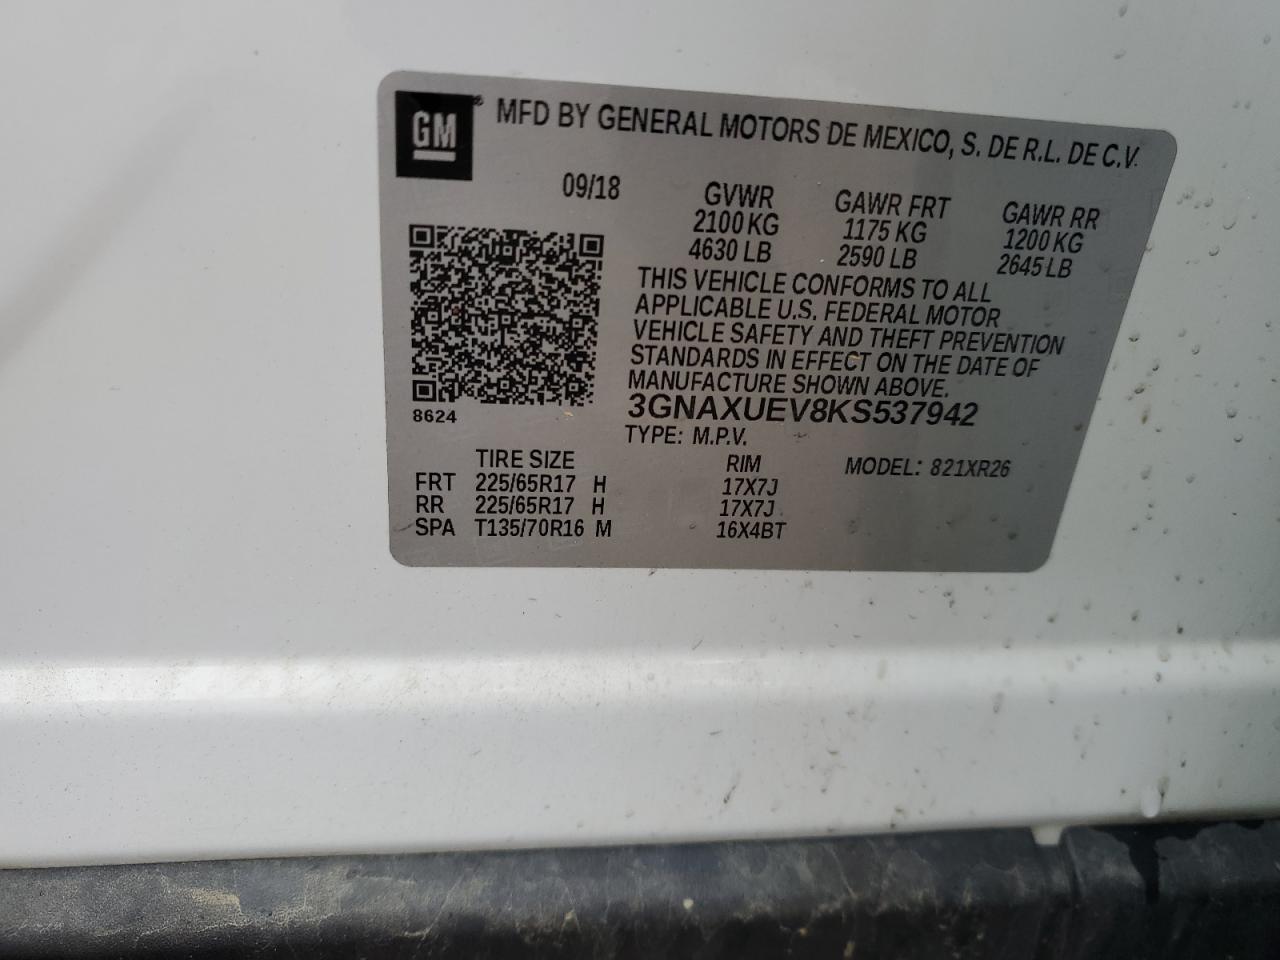 GM® MFD BY GENERAL MOTORS DE MEXICO, S. DE R.L. DE C.V.
09/18
GVWR GAWR FRT GAWR RR
2100 KG 1175 KG 1200 KG
4630 LB 2590 LB 2645 LB
THIS VEHICLE CONFORMS TO ALL
APPLICABLE U.S. FEDERAL MOTOR
VEHICLE SAFETY AND THEFT PREVENTION
STANDARDS IN EFFECT ON THE DATE OF
MANUFACTURE SHOWN ABOVE.
8624
3GNAXUEV8KS537942
TYPE: M.P.V.
TIRE SIZE RIM MODEL: 821XR26
FRT 225/65R17 H 17X7J
RR 225/65R17 H 17X7J
SPA T135/70R16 M 16X4BT